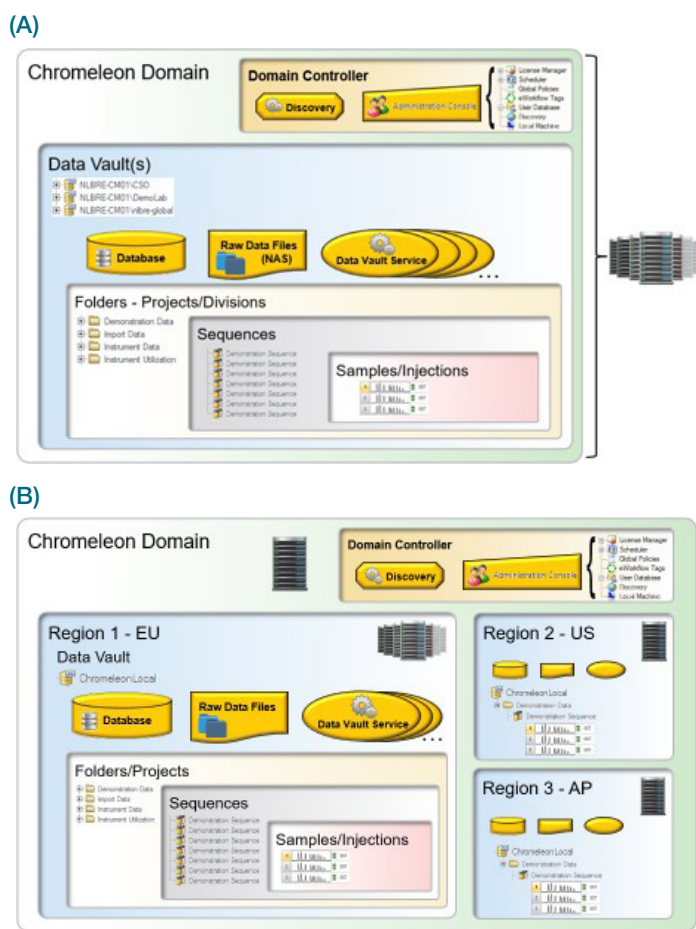 (A)
Chromeleon Domain
Domain Controller
Discovery
Administration Console
License Manager
Scheduler
Global Policies
eWorkflow Tags
User Database
Discovery
Local Machine
Data Vault(s)
NLBRE-CM01\CSO
NLBRE-CM01\DemoLab
NLBRE-CM01\nlbre-global
Database
Raw Data Files
(NAS)
Data Vault Service
...
Folders - Projects/Divisions
Demonstration Data
Import Data
Instrument Data
Instrument Utilization
Sequences
Demonstration Sequence
Demonstration Sequence
Demonstration Sequence
Demonstration Sequence
Demonstration Sequence
Demonstration Sequence
Demonstration Sequence
Samples/Injections
(B)
Chromeleon Domain
Domain Controller
Discovery
Administration Console
License Manager
Scheduler
Global Policies
eWorkflow Tags
User Database
Discovery
Local Machine
Region 1 - EU
Data Vault
ChromeleonLocal
Database
Raw Data Files
Data Vault Service
...
Folders/Projects
Demonstration Data
Import Data
Instrument Data
Instrument Utilization
Sequences
Demonstration Sequence
Demonstration Sequence
Demonstration Sequence
Demonstration Sequence
Demonstration Sequence
Demonstration Sequence
Demonstration Sequence
Samples/Injections
Region 2 - US
ChromeleonLocal
Demonstration Data
Demonstration Sequence
Region 3 - AP
ChromeleonLocal
Demonstration Data
Demonstration Sequence